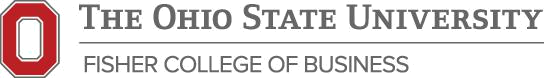 The Ohio State University
FISHER COLLEGE OF BUSINESS